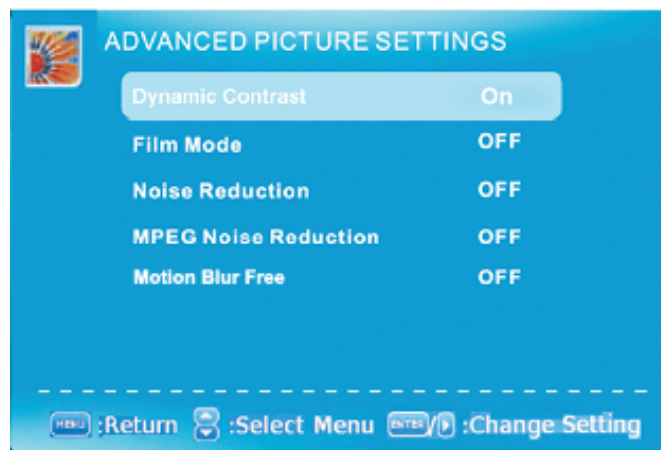 ADVANCED PICTURE SETTINGS
Dynamic Contrast On
Film Mode OFF
Noise Reduction OFF
MPEG Noise Reduction OFF
Motion Blur Free OFF
MENU :Return :Select Menu ENTER / :Change Setting